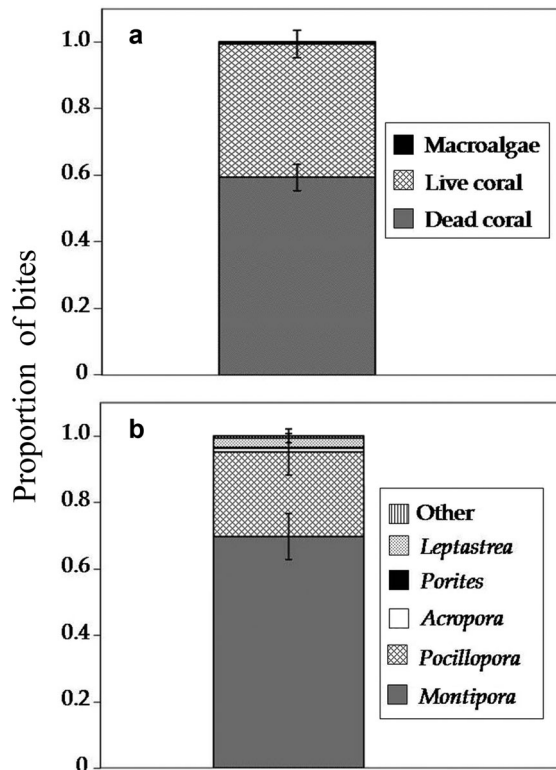 Proportion of bites
a
1.0
0.8
0.6
0.4
0.2
0
Macroalgae
Live coral
Dead coral
b
1.0
0.8
0.6
0.4
0.2
0
Other
Leptastrea
Porites
Acropora
Pocillopora
Montipora